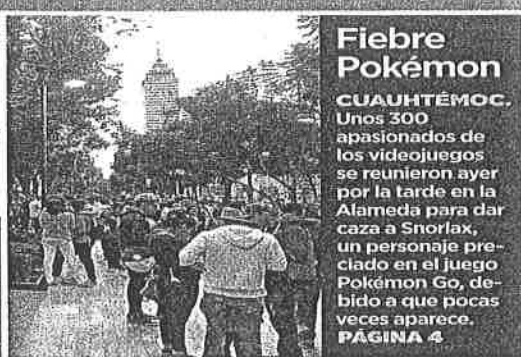 Fiebre
Pokémon
CUAUHTÉMOC.
Unos 300
apasionados de
los videojuegos
se reunieron ayer
por la tarde en la
Alameda para dar
caza a Snorlax,
un personaje pre-
ciado en el juego
Pokémon Go, de-
bido a que pocas
veces aparece.
PÁGINA 4